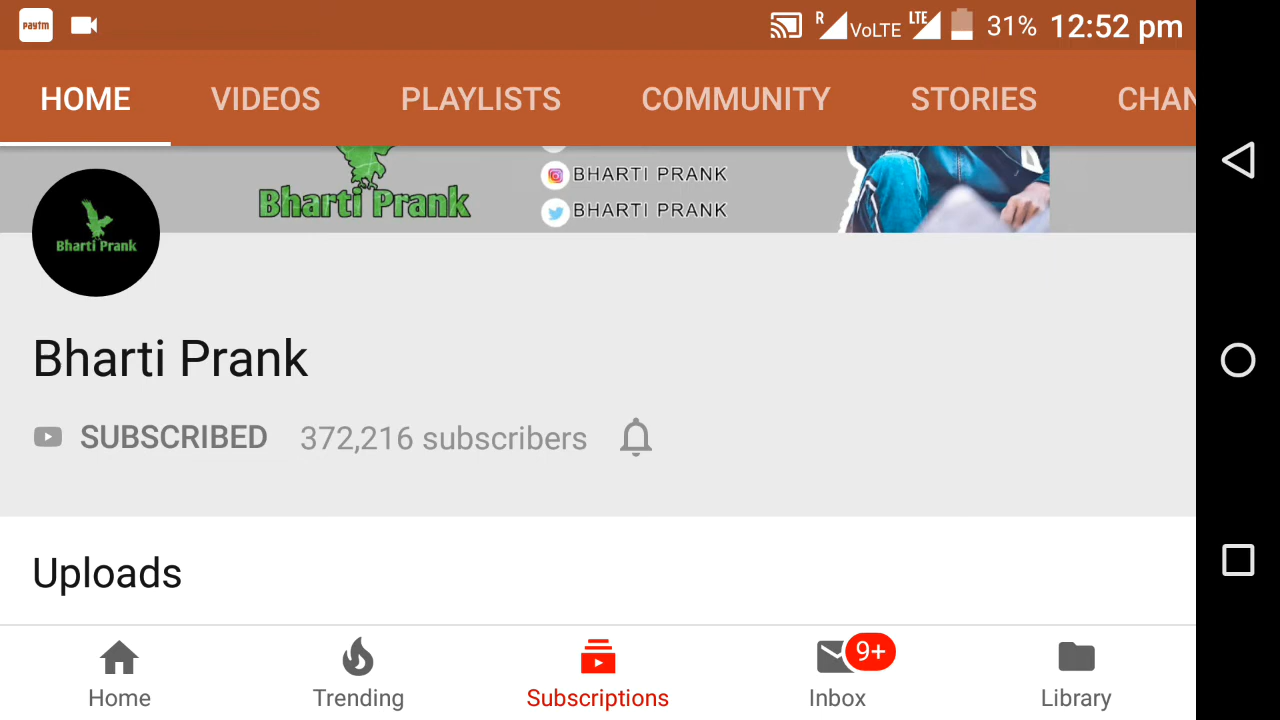 paytm R VoLTE LTE 31% 12:52 pm
HOME VIDEOS PLAYLISTS COMMUNITY STORIES CHAN
Bharti Prank BHARTI PRANK
BHARTI PRANK
Bharti Prank
Bharti Prank
SUBSCRIBED 372,216 subscribers
Uploads
9+
Home Trending Subscriptions Inbox Library